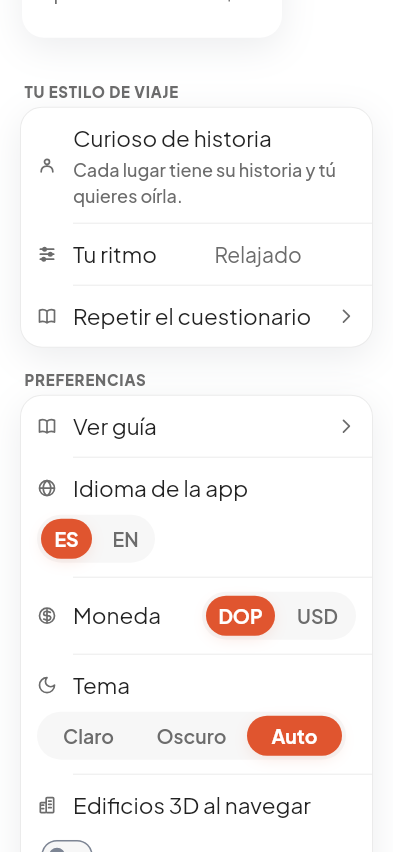 TU ESTILO DE VIAJE
Curioso de historia
Cada lugar tiene su historia y tú
quieres oírla.
Tu ritmo Relajado
Repetir el cuestionario
PREFERENCIAS
Ver guía
Idioma de la app
ES EN
Moneda DOP USD
Tema
Claro Oscuro Auto
Edificios 3D al navegar